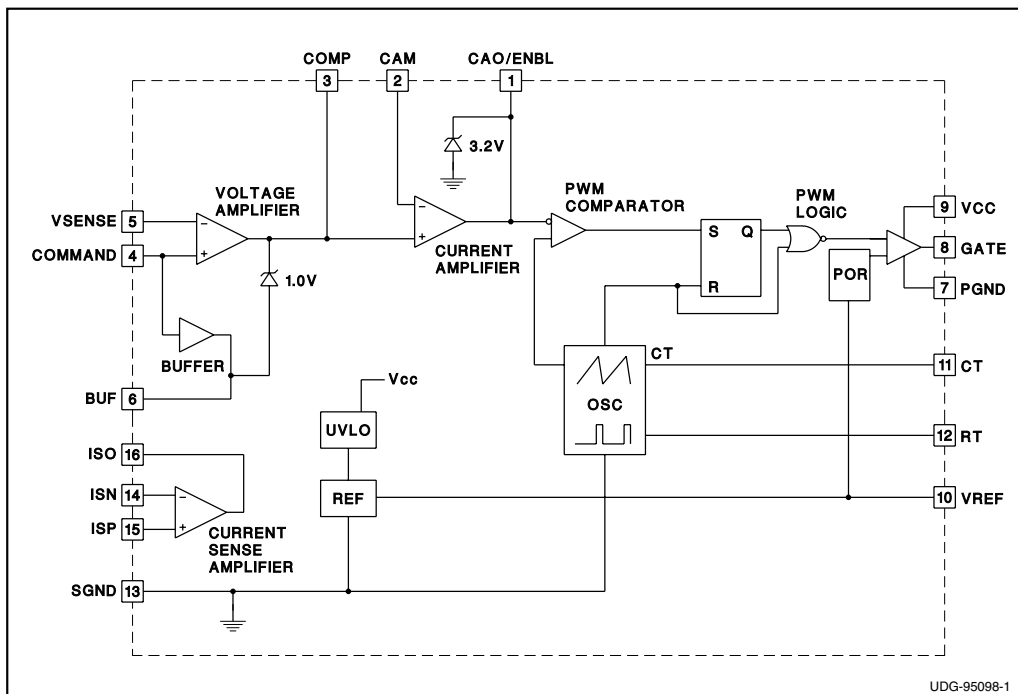 COMP CAM CAO/ENBL
3 2 1
3.2V
VOLTAGE
AMPLIFIER
PWM
COMPARATOR
PWM
LOGIC
VSENSE 5
COMMAND 4
−
+
−
+
CURRENT
AMPLIFIER
1.0V
S Q
R
9 VCC
8 GATE
7 PGND
POR
BUFFER
BUF 6
CT
OSC
11 CT
12 RT
Vcc
UVLO
REF
10 VREF
ISO 16
ISN 14
ISP 15
−
+
CURRENT
SENSE
AMPLIFIER
SGND 13
UDG-95098-1